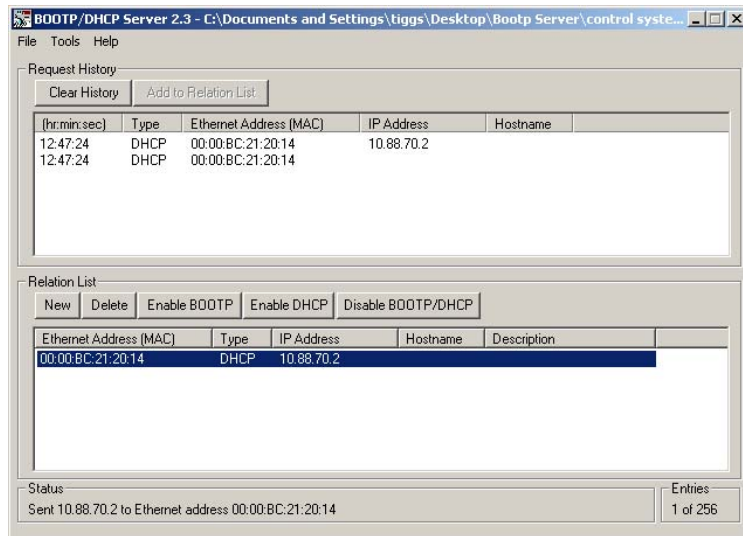 BOOTP/DHCP Server 2.3 - C:\Documents and Settings\tiggs\Desktop\Bootp Server\control syste...
File Tools Help
Request History
Clear History Add to Relation List
(hr:min:sec) Type Ethernet Address (MAC) IP Address Hostname
12:47:24 DHCP 00:00:BC:21:20:14 10.88.70.2
12:47:24 DHCP 00:00:BC:21:20:14
Relation List
New Delete Enable BOOTP Enable DHCP Disable BOOTP/DHCP
Ethernet Address (MAC) Type IP Address Hostname Description
00:00:BC:21:20:14 DHCP 10.88.70.2
Status Entries
Sent 10.88.70.2 to Ethernet address 00:00:BC:21:20:14 1 of 256